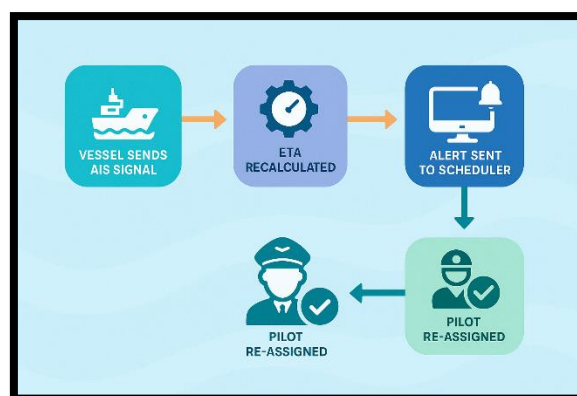 VESSEL SENDS
AIS SIGNAL
ETA
RECALCULATED
ALERT SENT
TO SCHEDULER
PILOT
RE-ASSIGNED
PILOT
RE-ASSIGNED